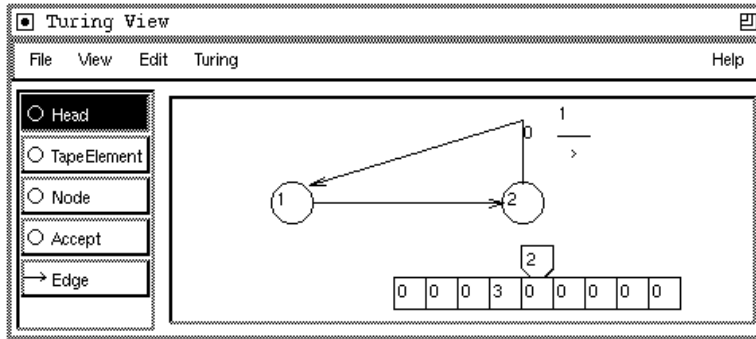 Turing View
File View Edit Turing Help
Head
TapeElement
Node
Accept
Edge
0 1
>
1 2
2
0 0 0 3 0 0 0 0 0